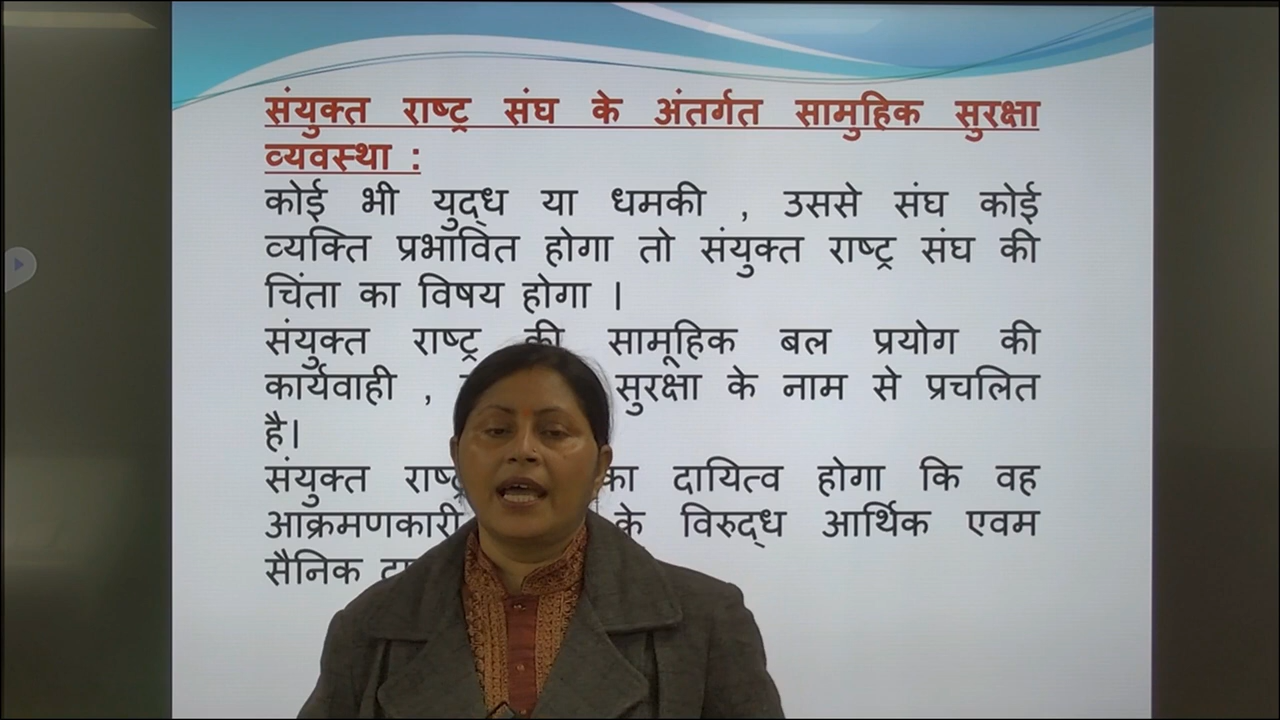 संयुक्त राष्ट्र संघ के अंतर्गत सामुहिक सुरक्षा
व्यवस्था :
कोई भी युद्ध या धमकी , उससे संघ कोई
व्यक्ति प्रभावित होगा तो संयुक्त राष्ट्र संघ की
चिंता का विषय होगा ।
संयुक्त राष्ट्र की सामूहिक बल प्रयोग की
कार्यवाही , सुरक्षा के नाम से प्रचलित
है।
संयुक्त का दायित्व होगा कि वह
आक्रमणकारी के विरुद्ध आर्थिक एवम
सैनिक